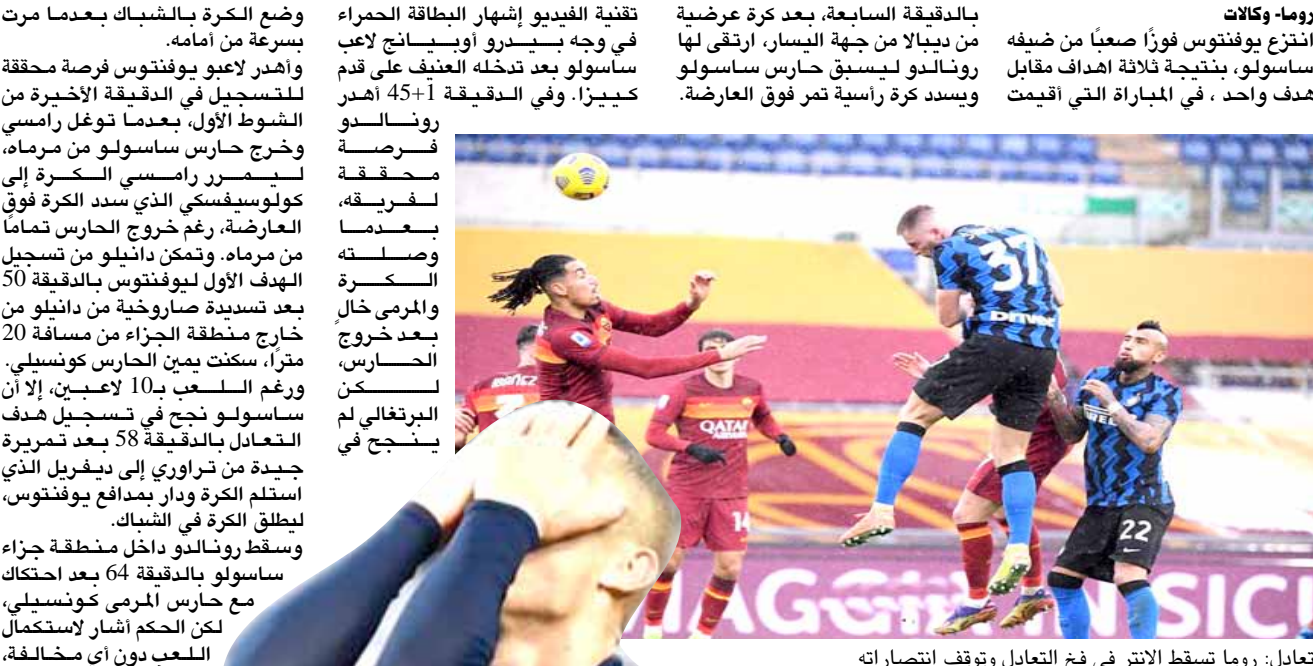 روما- وكالات
انتزع يوفنتوس فوزًا صعبًا من ضيفه
ساسولو، بنتيجة ثلاثة اهداف مقابل
هدف واحد ، في المباراة التي أقيمت
بالدقيقة السابعة، بعد كرة عرضية
من ديبالا من جهة اليسار، ارتقى لها
رونالدو ليسبق حارس ساسولو
ويسدد كرة رأسية تمر فوق العارضة.
تقنية الفيديو إشهار البطاقة الحمراء
في وجه بيدرو أوبيانج لاعب
ساسولو بعد تدخله العنيف على قدم
كييزا. وفي الدقيقة 1+45 أهدر
رونالدو
فرصة
محققة
لفريقه،
بعدما
وصلته
الكرة
والمرمى خالٍ
بعد خروج
الحارس،
لكن
البرتغالي لم
ينجح في
وضع الكرة بالشباك بعدما مرت
بسرعة من أمامه.
وأهدر لاعبو يوفنتوس فرصة محققة
للتسجيل في الدقيقة الأخيرة من
الشوط الأول، بعدما توغل رامسي
وخرج حارس ساسولو من مرماه،
ليمرر رامسي الكرة إلى
كولوسيفسكي الذي سدد الكرة فوق
العارضة، رغم خروج الحارس تمامًا
من مرماه. وتمكن دانيلو من تسجيل
الهدف الأول ليوفنتوس بالدقيقة 50
بعد تسديدة صاروخية من دانيلو من
خارج منطقة الجزاء من مسافة 20
مترًا، سكنت يمين الحارس كونسيلي.
ورغم اللعب بـ10 لاعبين، إلا أن
ساسولو نجح في تسجيل هدف
التعادل بالدقيقة 58 بعد تمريرة
جيدة من تراوري إلى ديفريل الذي
استلم الكرة ودار بمدافع يوفنتوس،
ليطلق الكرة في الشباك.
وسقط رونالدو داخل منطقة جزاء
ساسولو بالدقيقة 64 بعد احتكاك
مع حارس المرمى كونسيلي،
لكن الحكم أشار لاستكمال
اللعب دون أي مخالفة،
37
DRIVER
IBAÑEZ
QATAR
AIRWAYS
14
IRELLI
22
تعادل: روما تسقط الإنتر في فخ التعادل وتوقف انتصاراته